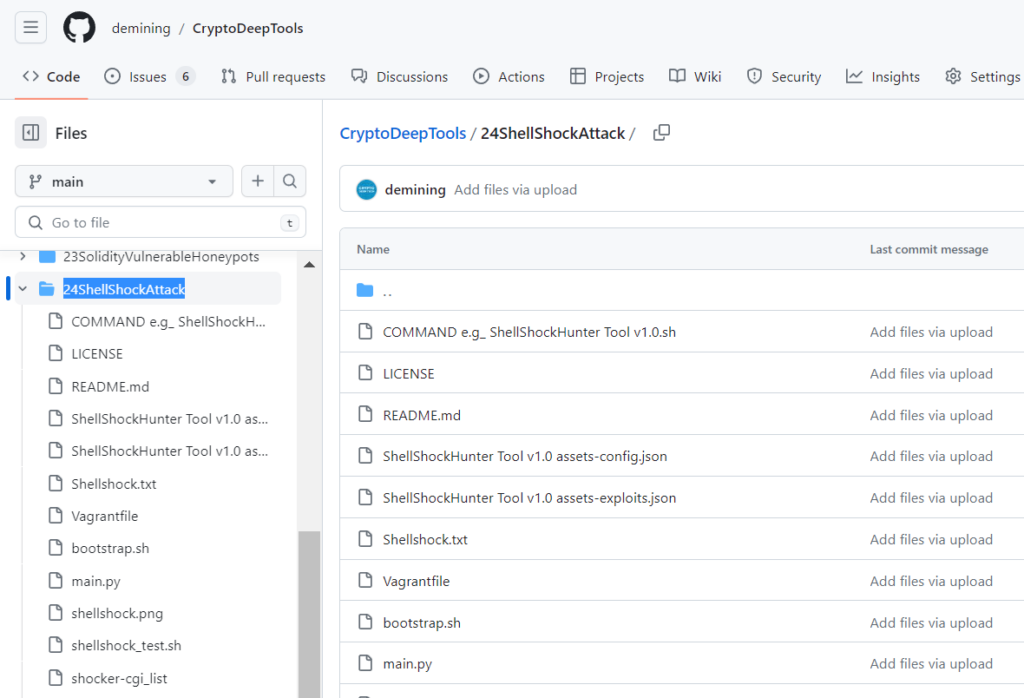 demining / CryptoDeepTools
Code Issues 6 Pull requests Discussions Actions Projects Wiki Security Insights Settings
Files
main
Go to file t
23SolidityVulnerableHoneypots
24ShellShockAttack
COMMAND e.g_ ShellShockH...
LICENSE
README.md
ShellShockHunter Tool v1.0 as...
ShellShockHunter Tool v1.0 as...
Shellshock.txt
Vagrantfile
bootstrap.sh
main.py
shellshock.png
shellshock_test.sh
shocker-cgi_list
CryptoDeepTools / 24ShellShockAttack /
demining Add files via upload
Name Last commit message
..
COMMAND e.g_ ShellShockHunter Tool v1.0.sh Add files via upload
LICENSE Add files via upload
README.md Add files via upload
ShellShockHunter Tool v1.0 assets-config.json Add files via upload
ShellShockHunter Tool v1.0 assets-exploits.json Add files via upload
Shellshock.txt Add files via upload
Vagrantfile Add files via upload
bootstrap.sh Add files via upload
main.py Add files via upload